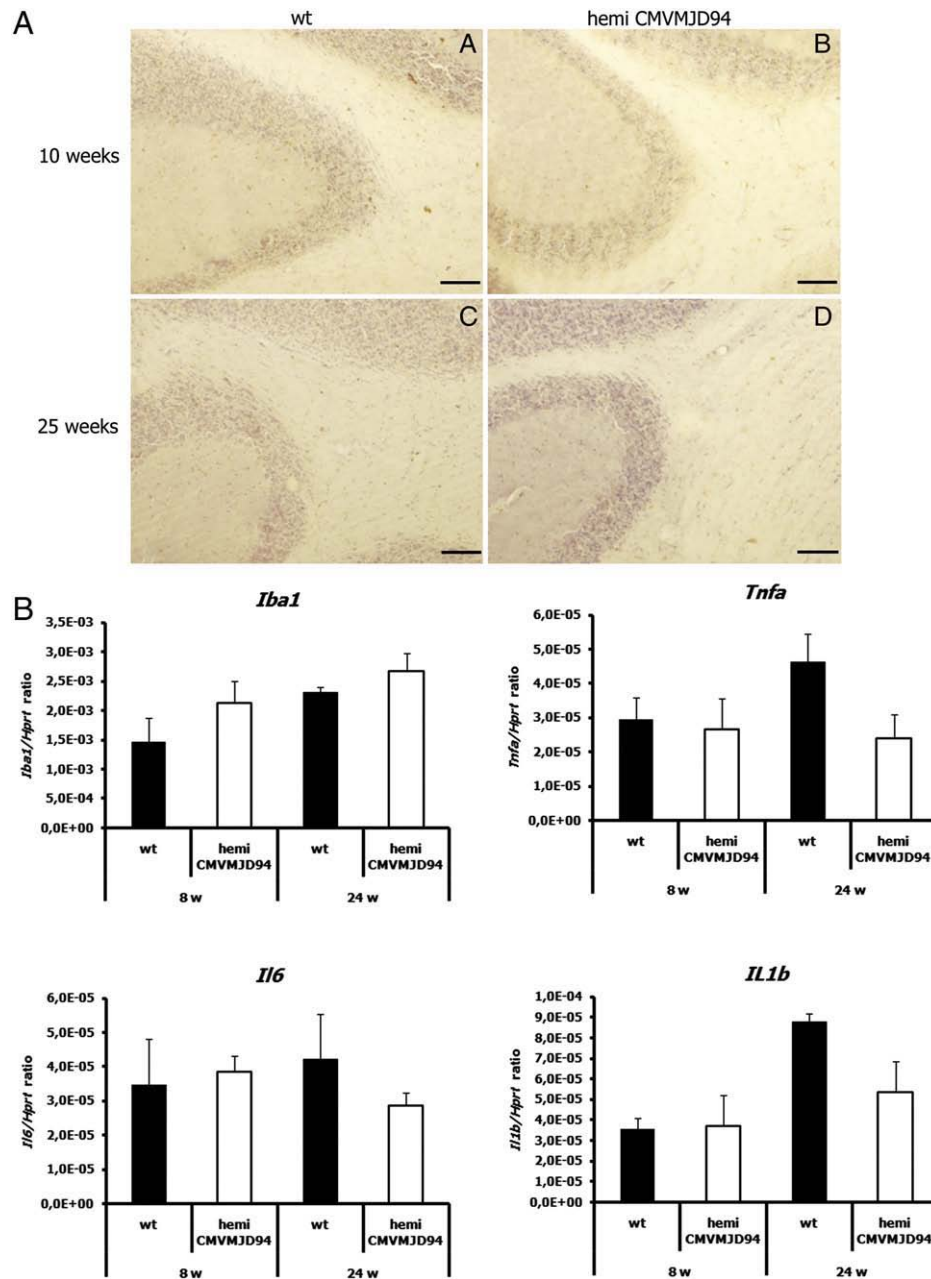 A
wt
hemi CMVMJD94
A
B
10 weeks
C
D
25 weeks
B
Iba1
Iba1/Hprt ratio
3,5E-03
3,0E-03
2,5E-03
2,0E-03
1,5E-03
1,0E-03
5,0E-04
0,0E+00
wt
hemi
CMVMJD94
wt
hemi
CMVMJD94
8 w
24 w
Tnfa
Tnfa/Hprt ratio
6,0E-05
5,0E-05
4,0E-05
3,0E-05
2,0E-05
1,0E-05
0,0E+00
wt
hemi
CMVMJD94
wt
hemi
CMVMJD94
8 w
24 w
Il6
Il6/Hprt ratio
6,0E-05
5,0E-05
4,0E-05
3,0E-05
2,0E-05
1,0E-05
0,0E+00
wt
hemi
CMVMJD94
wt
hemi
CMVMJD94
8 w
24 w
IL1b
Il1b/Hprt ratio
1,0E-04
9,0E-05
8,0E-05
7,0E-05
6,0E-05
5,0E-05
4,0E-05
3,0E-05
2,0E-05
1,0E-05
0,0E+00
wt
hemi
CMVMJD94
wt
hemi
CMVMJD94
8 w
24 w